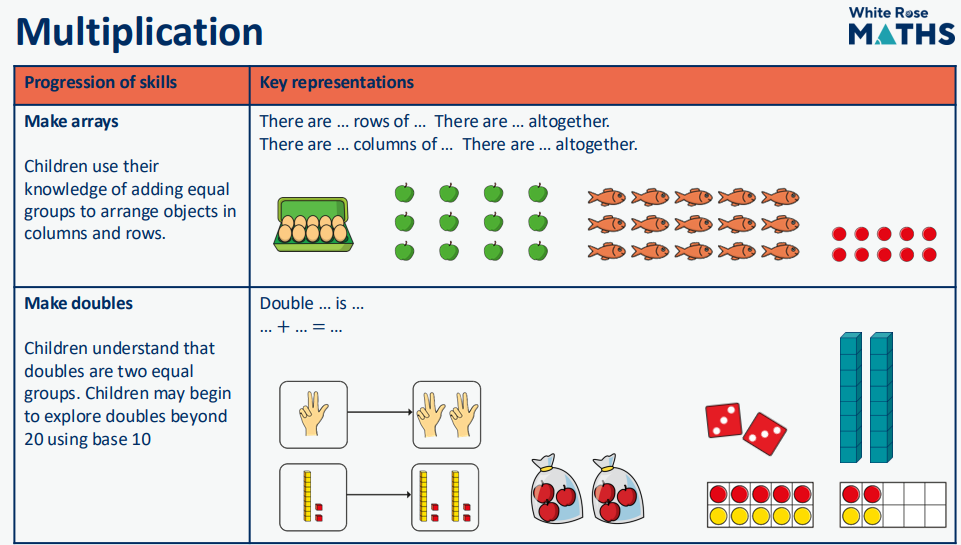 Multiplication
White Rose
MATHS
Progression of skills
Key representations
Make arrays
Children use their
knowledge of adding equal
groups to arrange objects in
columns and rows.
There are ... rows of ...  There are ... altogether.
There are ... columns of ...  There are ... altogether.
Make doubles
Children understand that
doubles are two equal
groups. Children may begin
to explore doubles beyond
20 using base 10
Double ... is ...
... + ... = ...